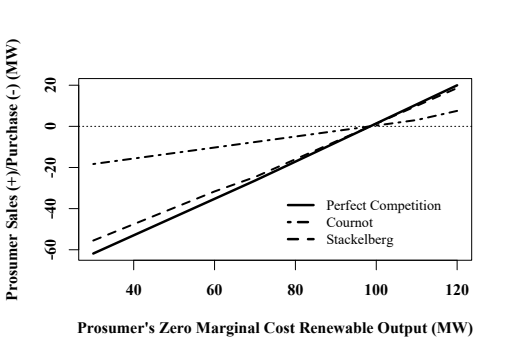 Prosumer Sales (+)/Purchase (-) (MW)
20
0
-20
-40
-60
Perfect Competition
Cournot
Stackelberg
40 60 80 100 120
Prosumer's Zero Marginal Cost Renewable Output (MW)